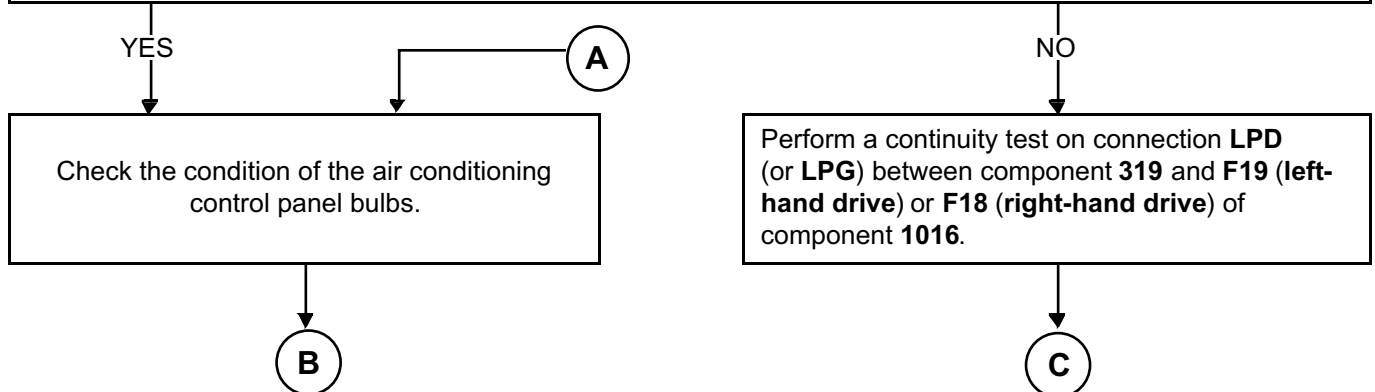 YES
A
NO
Check the condition of the air conditioning
control panel bulbs.
Perform a continuity test on connection LPD
(or LPG) between component 319 and F19 (left-
hand drive) or F18 (right-hand drive) of
component 1016.
B
C